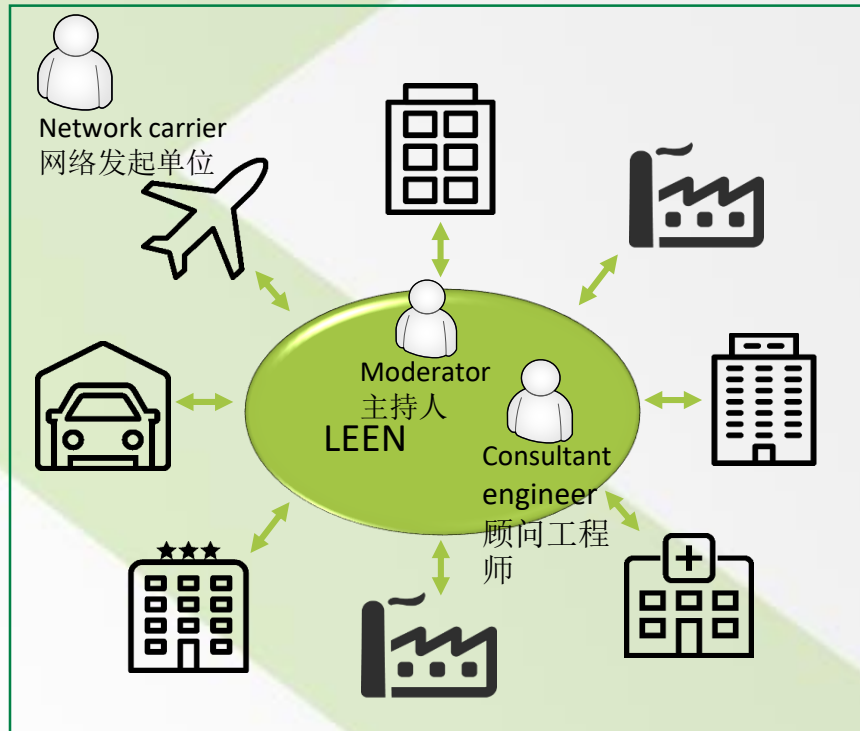 Network carrier
网络发起单位
Moderator
主持人
LEEN
Consultant
engineer
顾问工程
师